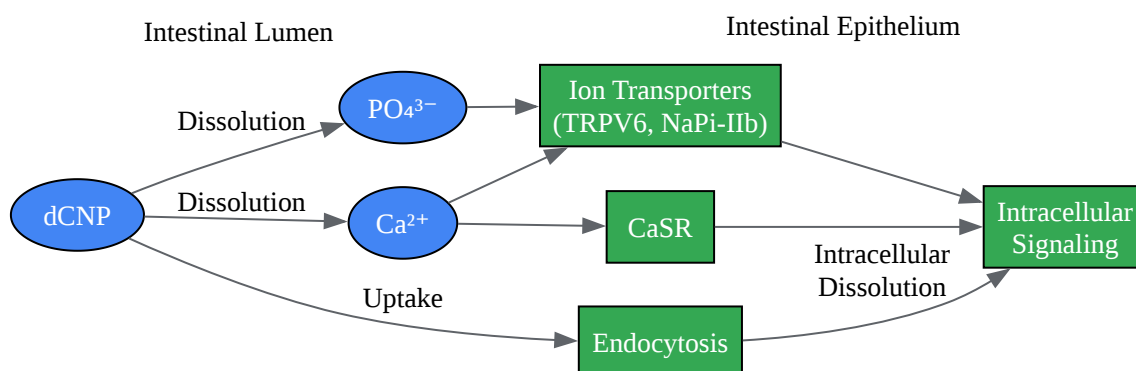 Intestinal Lumen
Intestinal Epithelium
Dissolution
PO₄³⁻
Ion Transporters
(TRPV6, NaPi-IIb)
dCNP
Dissolution
Ca²⁺
CaSR
Intracellular
Signaling
Uptake
Intracellular
Dissolution
Endocytosis